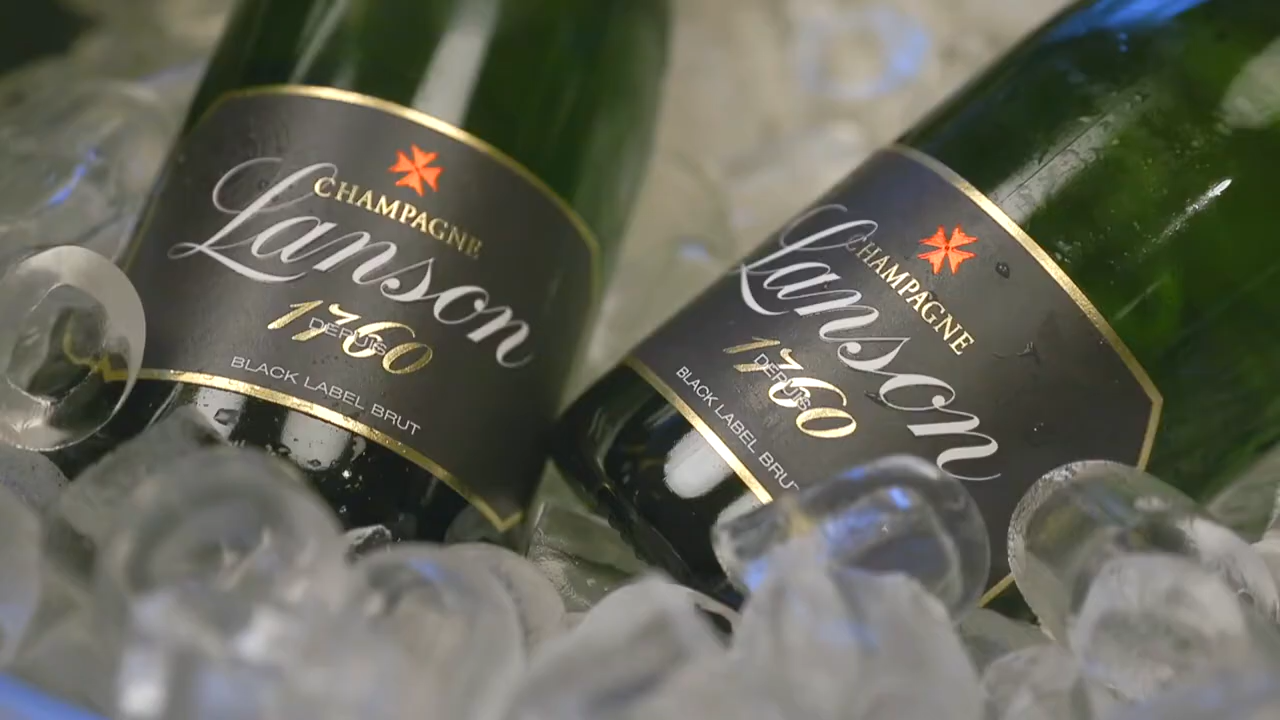 CHAMPAGNE
Lanson
DEPUIS
1760
BLACK LABEL BRUT
CHAMPAGNE
Lanson
DEPUIS
1760
BLACK LABEL BRUT